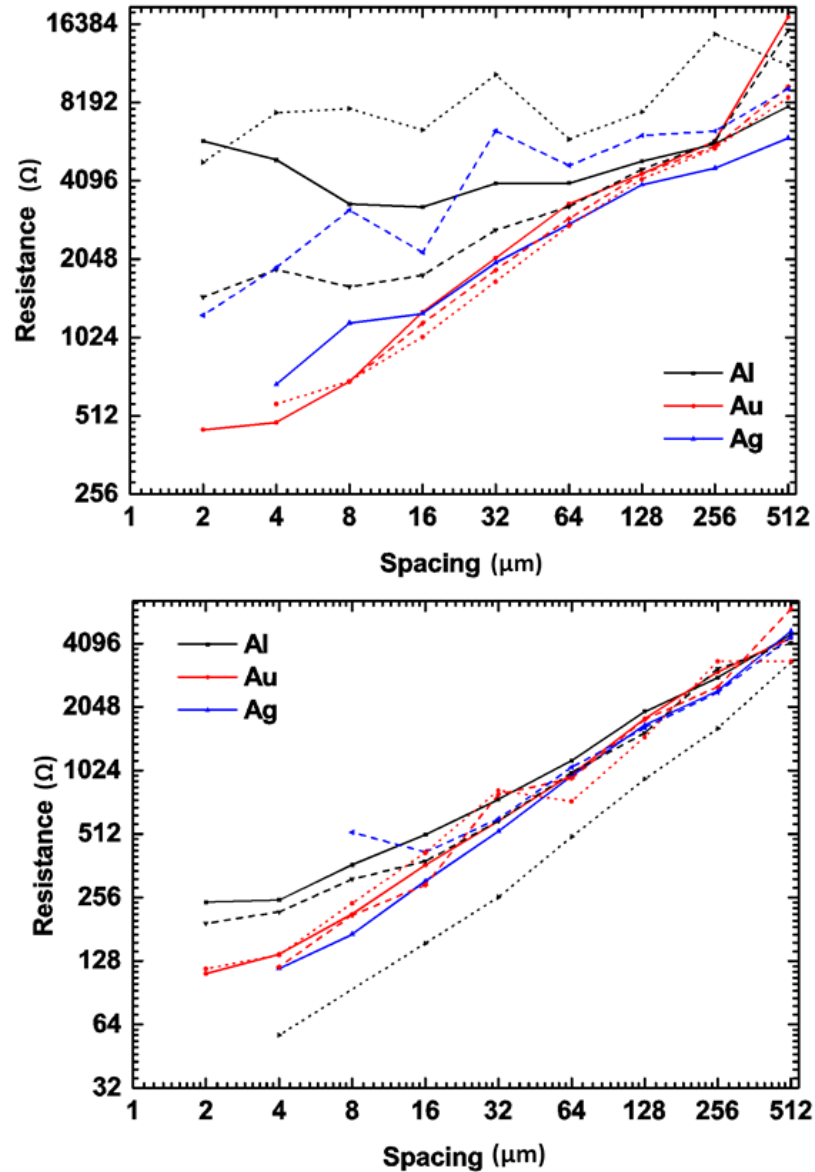 16384
8192
4096
2048
1024
512
256
Resistance (Ω)
Al
Au
Ag
1 2 4 8 16 32 64 128 256 512
Spacing (μm)
4096
2048
1024
512
256
128
64
32
Resistance (Ω)
Al
Au
Ag
1 2 4 8 16 32 64 128 256 512
Spacing (μm)